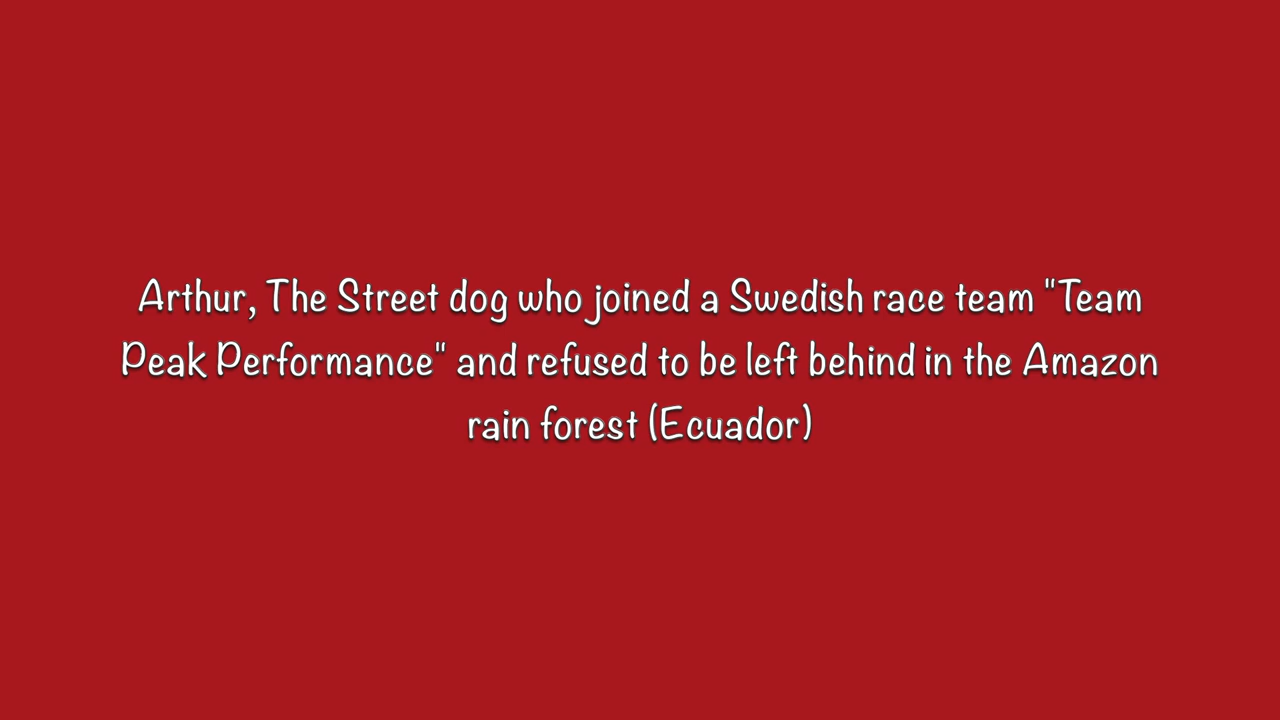 Arthur, The Street dog who joined a Swedish race team "Team
Peak Performance" and refused to be left behind in the Amazon
rain forest (Ecuador)